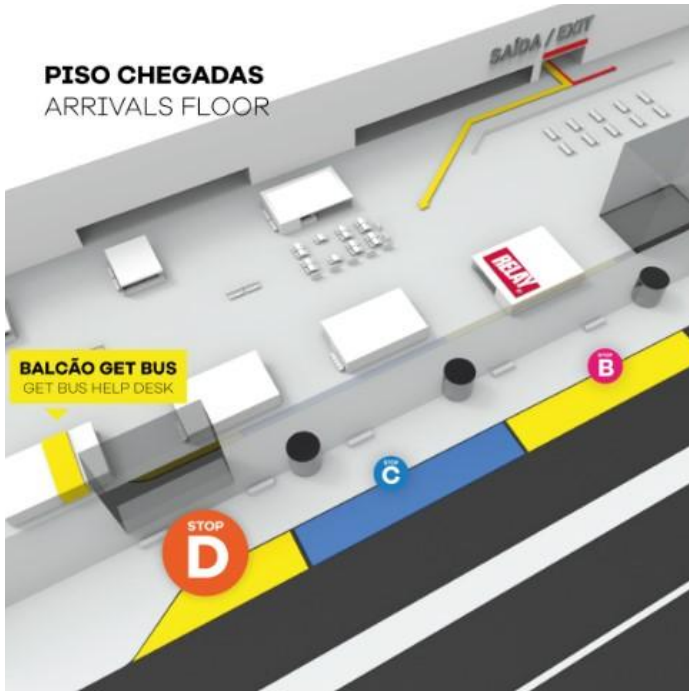 PISO CHEGADAS
ARRIVALS FLOOR
SAÍDA / EXIT
RELAY
BALCÃO GET BUS
GET BUS HELP DESK
STOP
B
STOP
C
STOP
D